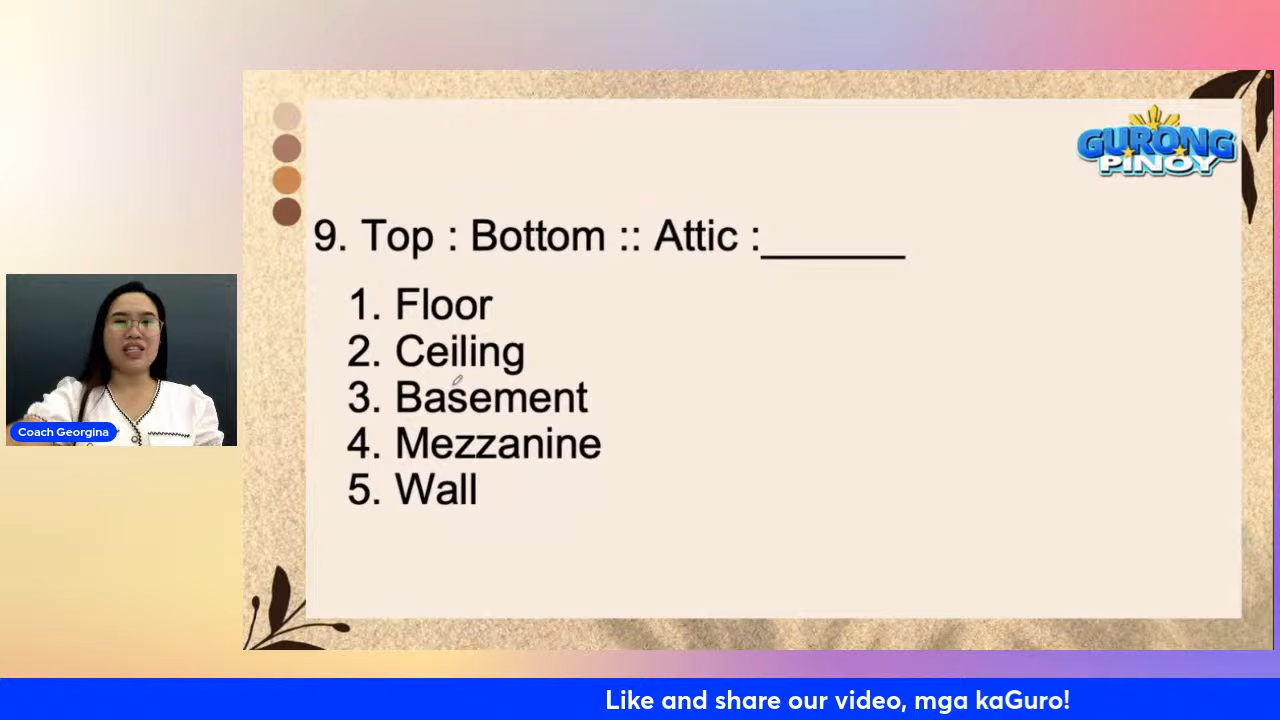 GURONG
PINOY
9. Top : Bottom :: Attic :______
1. Floor
2. Ceiling
3. Basement
4. Mezzanine
5. Wall
Coach Georgina
Like and share our video, mga kaGuro!